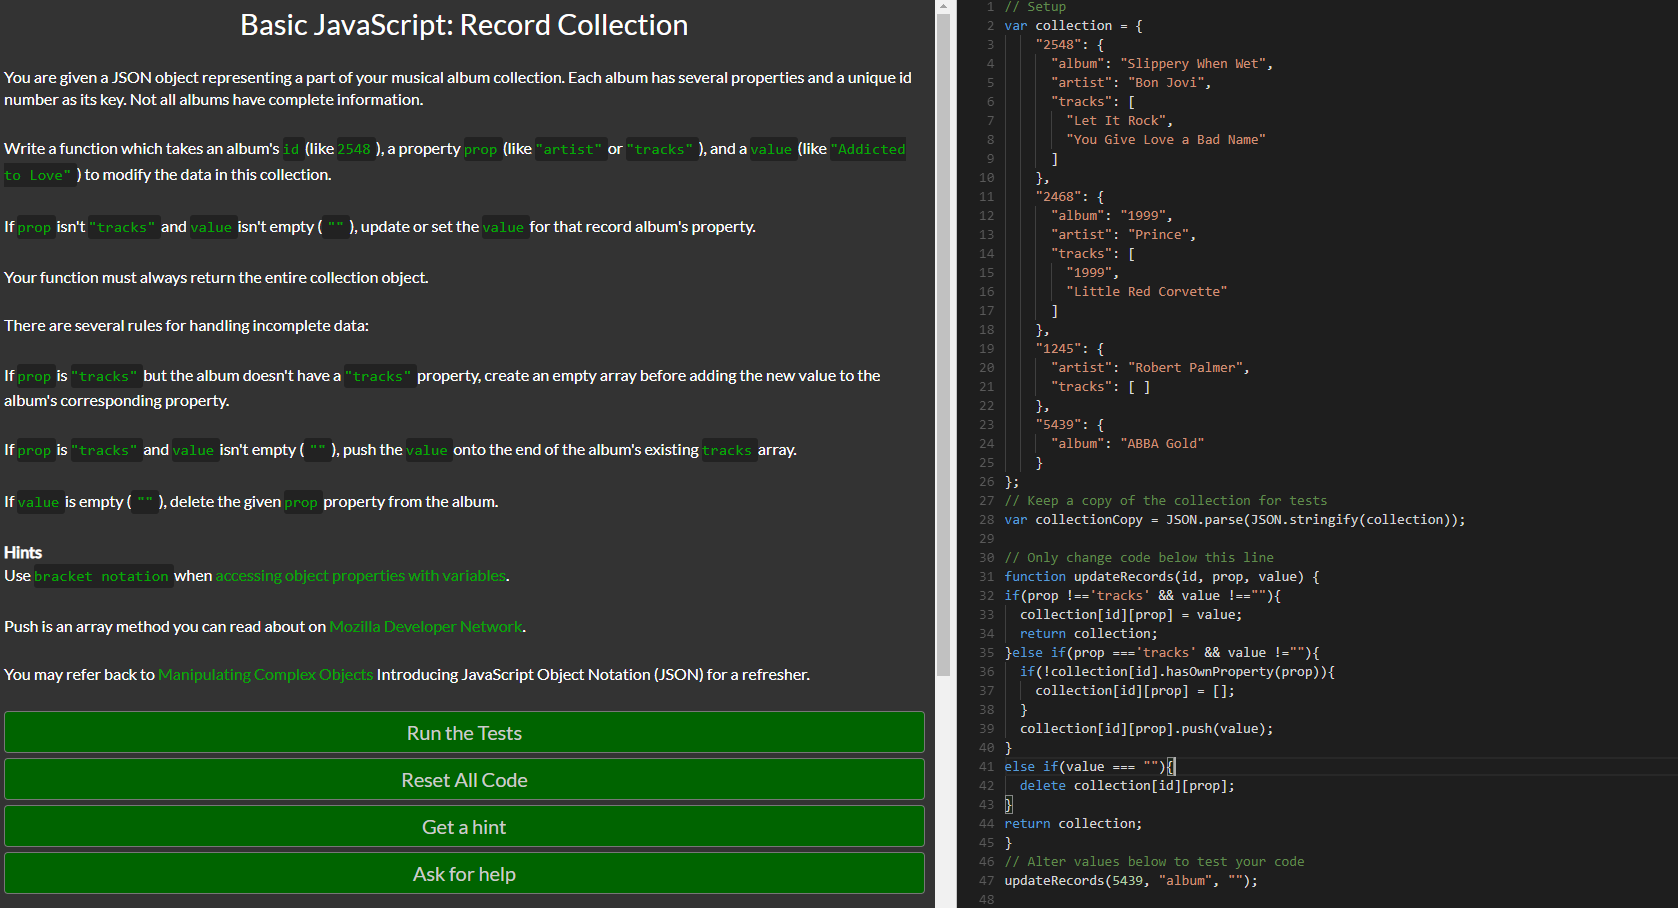 Basic JavaScript: Record Collection
You are given a JSON object representing a part of your musical album collection. Each album has several properties and a unique id
number as its key. Not all albums have complete information.
Write a function which takes an album's id (like 2548 ), a property prop (like "artist" or "tracks" ), and a value (like "Addicted
to Love" ) to modify the data in this collection.
If prop isn't "tracks" and value isn't empty ( "" ), update or set the value for that record album's property.
Your function must always return the entire collection object.
There are several rules for handling incomplete data:
If prop is "tracks" but the album doesn't have a "tracks" property, create an empty array before adding the new value to the
album's corresponding property.
If prop is "tracks" and value isn't empty ( "" ), push the value onto the end of the album's existing tracks array.
If value is empty ( "" ), delete the given prop property from the album.
Hints
Use bracket notation when accessing object properties with variables.
Push is an array method you can read about on Mozilla Developer Network.
You may refer back to Manipulating Complex Objects Introducing JavaScript Object Notation (JSON) for a refresher.
Run the Tests
Reset All Code
Get a hint
Ask for help
1 // Setup
2 var collection = {
3 "2548": {
4 "album": "Slippery When Wet",
5 "artist": "Bon Jovi",
6 "tracks": [
7 "Let It Rock",
8 "You Give Love a Bad Name"
9 ]
10 },
11 "2468": {
12 "album": "1999",
13 "artist": "Prince",
14 "tracks": [
15 "1999",
16 "Little Red Corvette"
17 ]
18 },
19 "1245": {
20 "artist": "Robert Palmer",
21 "tracks": [ ]
22 },
23 "5439": {
24 "album": "ABBA Gold"
25 }
26 };
27 // Keep a copy of the collection for tests
28 var collectionCopy = JSON.parse(JSON.stringify(collection));
29
30 // Only change code below this line
31 function updateRecords(id, prop, value) {
32 if(prop !=='tracks' && value !==""){
33 collection[id][prop] = value;
34 return collection;
35 }else if(prop ==='tracks' && value !=""){
36 if(!collection[id].hasOwnProperty(prop)){
37 collection[id][prop] = [];
38 }
39 collection[id][prop].push(value);
40 }
41 else if(value === ""){
42 delete collection[id][prop];
43 }
44 return collection;
45 }
46 // Alter values below to test your code
47 updateRecords(5439, "album", "");
48